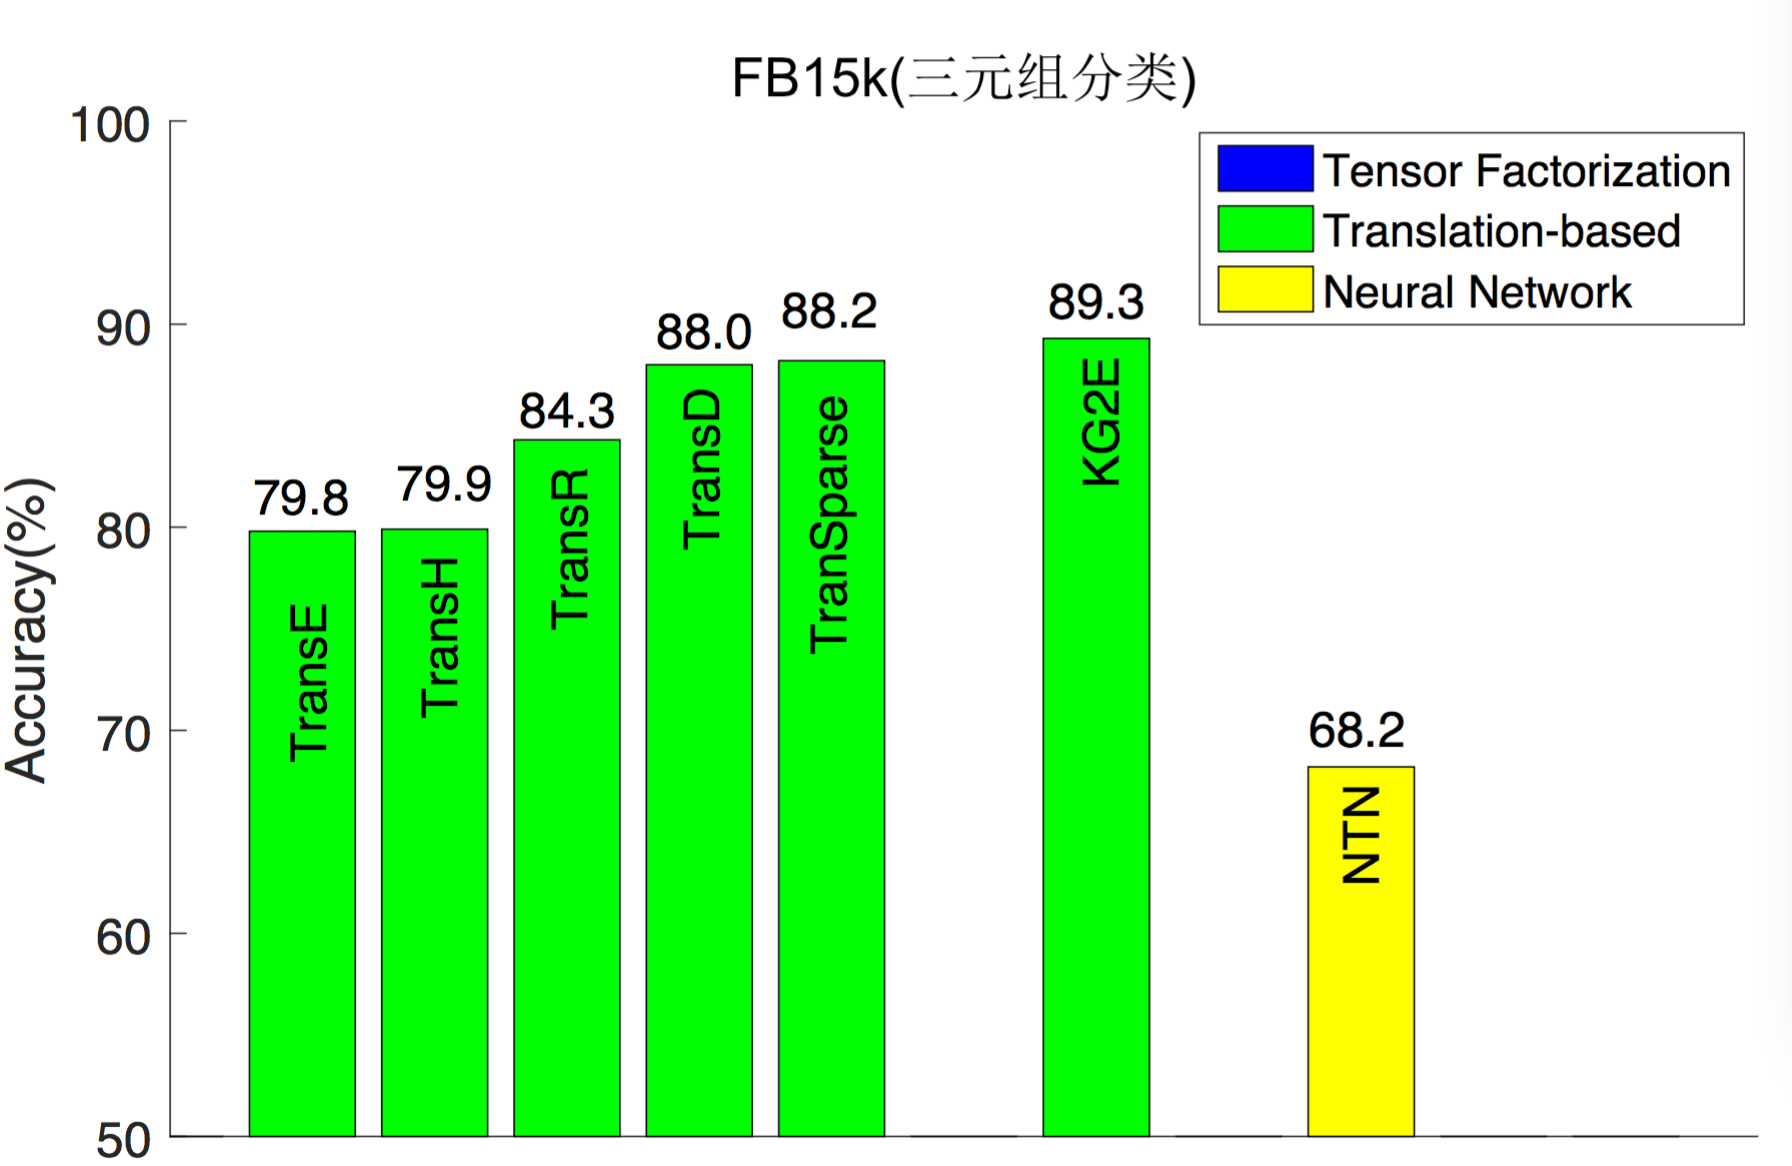 FB15k(三元组分类)
Accuracy(%)
100
90
80
70
60
50
Tensor Factorization
Translation-based
Neural Network
79.8
79.9
84.3
88.0
88.2
89.3
68.2
TransE
TransH
TransR
TransD
TranSparse
KG2E
NTN